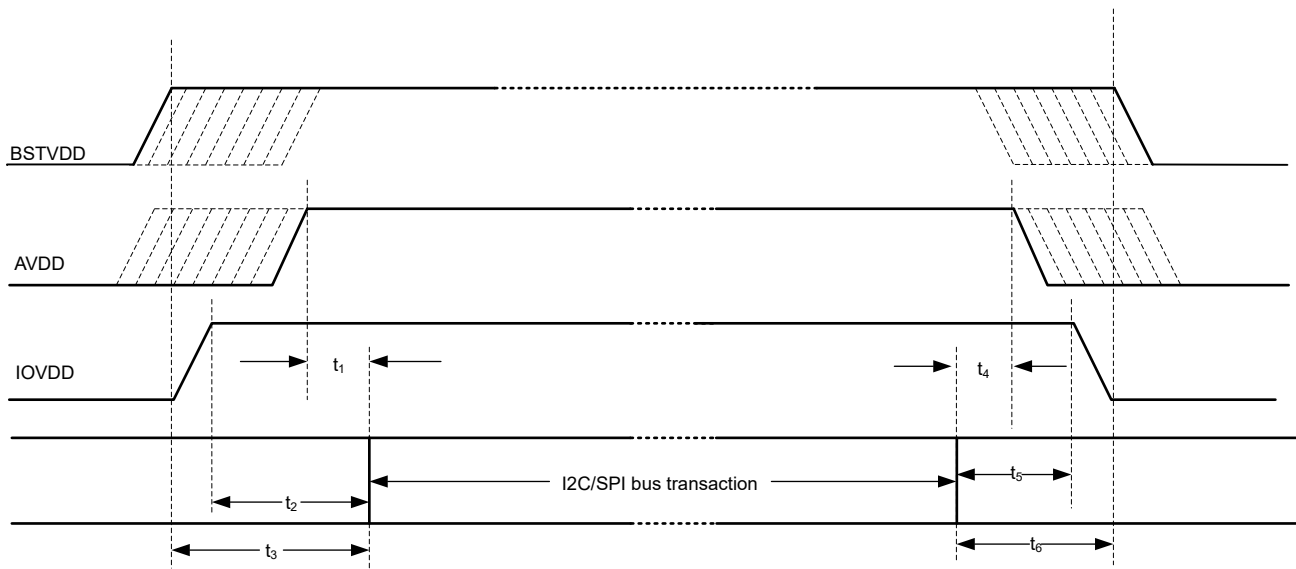 BSTVDD
AVDD
IOVDD
t1
t4
I2C/SPI bus transaction
t5
t2
t3
t6